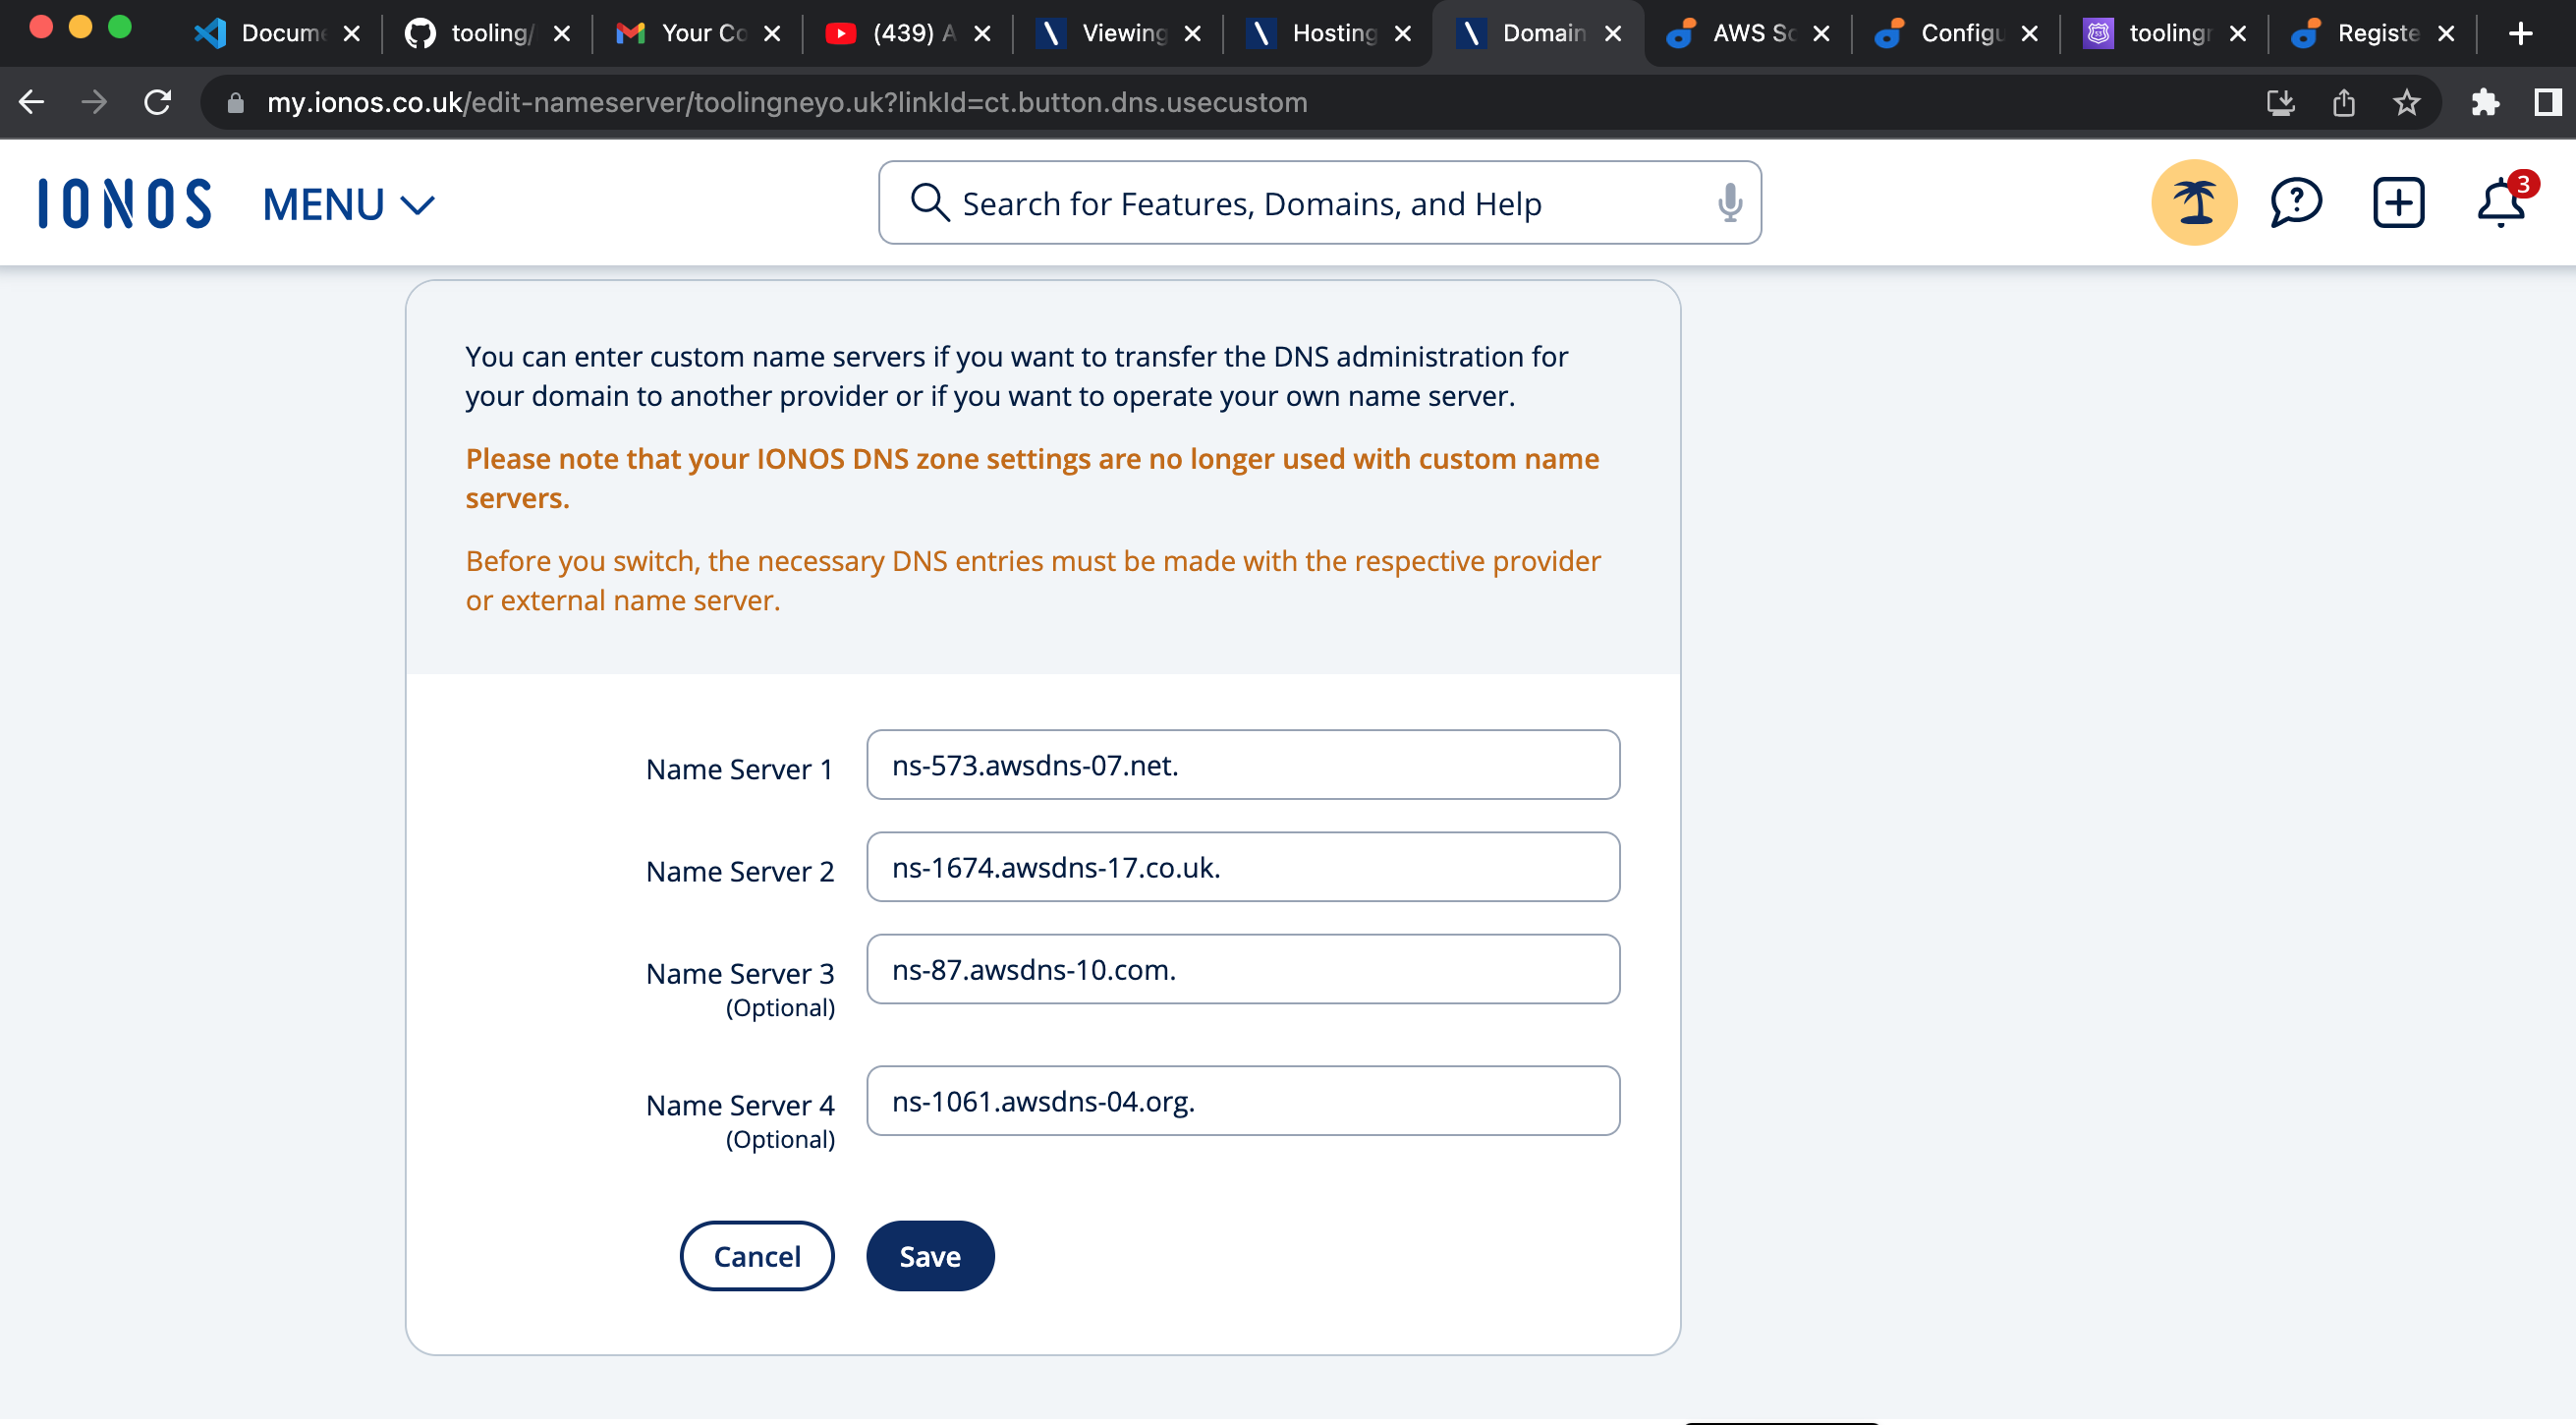 Docum
tooling/
Your Co
(439) A
Viewing
Hosting
Domain
AWS So
Configu
tooling
Registe
my.ionos.co.uk/edit-nameserver/toolingneyo.uk?linkId=ct.button.dns.usecustom
IONOS
MENU
Search for Features, Domains, and Help
3
You can enter custom name servers if you want to transfer the DNS administration for
your domain to another provider or if you want to operate your own name server.
Please note that your IONOS DNS zone settings are no longer used with custom name
servers.
Before you switch, the necessary DNS entries must be made with the respective provider
or external name server.
Name Server 1
ns-573.awsdns-07.net.
Name Server 2
ns-1674.awsdns-17.co.uk.
Name Server 3
(Optional)
ns-87.awsdns-10.com.
Name Server 4
(Optional)
ns-1061.awsdns-04.org.
Cancel
Save